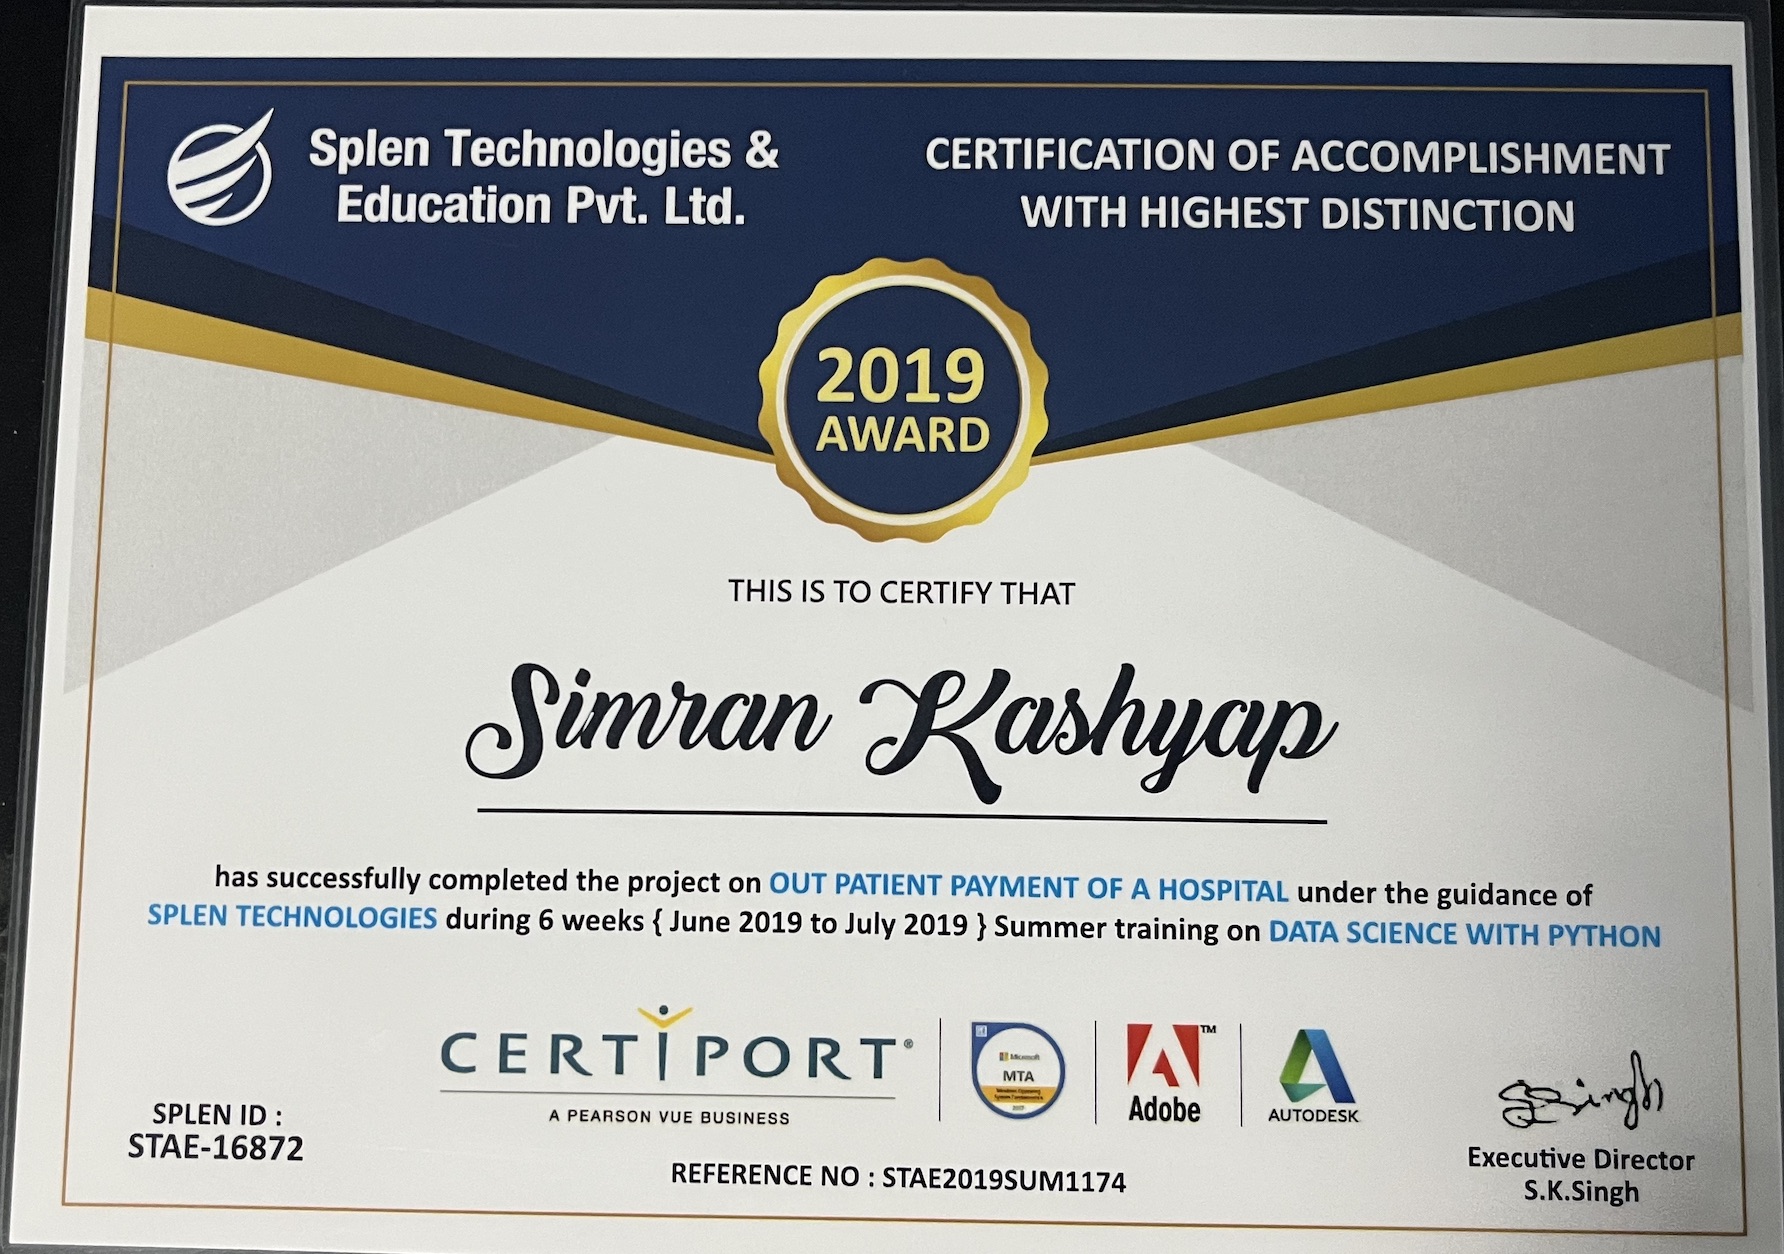 Splen Technologies &
Education Pvt. Ltd.
CERTIFICATION OF ACCOMPLISHMENT
WITH HIGHEST DISTINCTION
2019
AWARD
THIS IS TO CERTIFY THAT
Simran Kashyap
has successfully completed the project on OUT PATIENT PAYMENT OF A HOSPITAL under the guidance of
SPLEN TECHNOLOGIES during 6 weeks { June 2019 to July 2019 } Summer training on DATA SCIENCE WITH PYTHON
CERTIPORT®
A PEARSON VUE BUSINESS
Microsoft
MTA
Adobe
TM
AUTODESK
SPLEN ID :
STAE-16872
REFERENCE NO : STAE2019SUM1174
SSingh
Executive Director
S.K.Singh